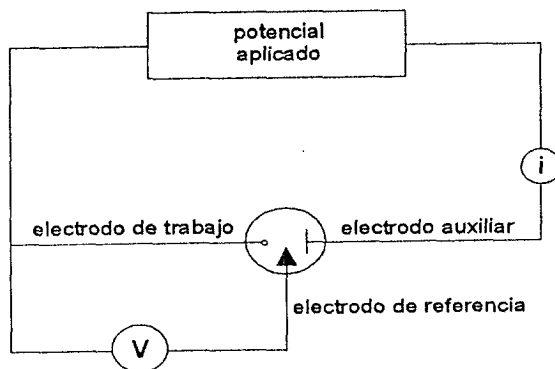 potencial
aplicado
i
electrodo de trabajo
electrodo auxiliar
electrodo de referencia
V